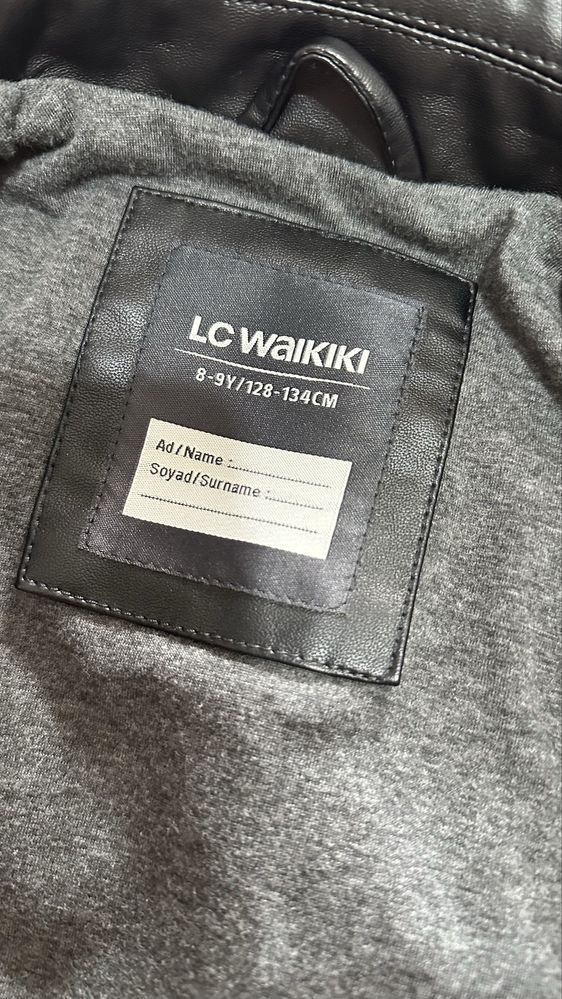 LC WAIKIKI
8-9Y/128-134CM
Ad/Name :....................
Soyad/Surname :............
........................................